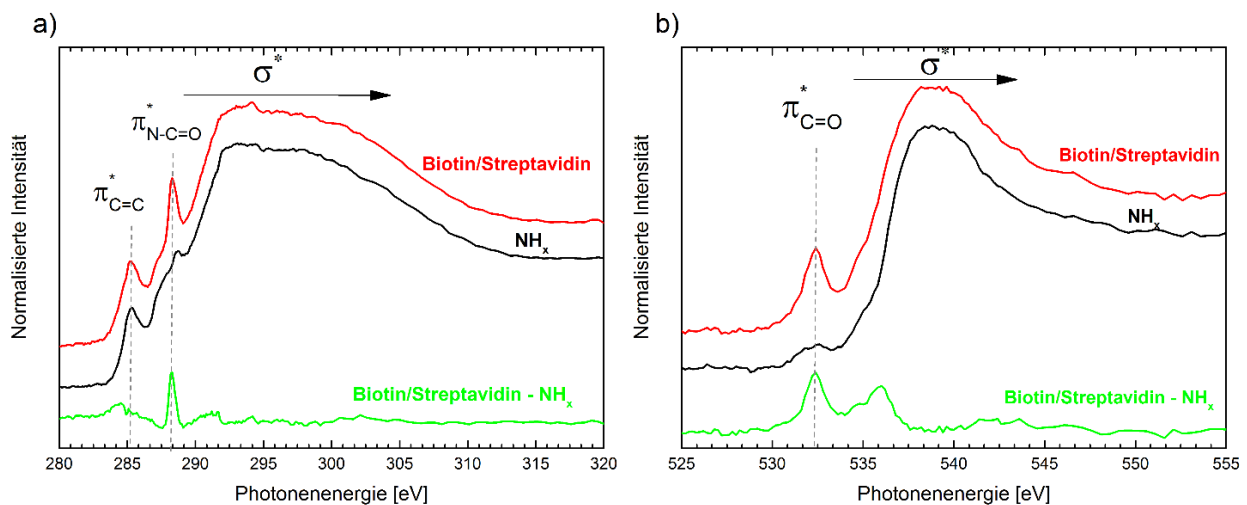 a)
σ*
π*N-C=O
π*C=C
Biotin/Streptavidin
NHx
Biotin/Streptavidin - NHx
Normalisierte Intensität
280 285 290 295 300 305 310 315 320
Photonenenergie [eV]
b)
σ*
π*C=O
Biotin/Streptavidin
NHx
Biotin/Streptavidin - NHx
Normalisierte Intensität
525 530 535 540 545 550 555
Photonenenergie [eV]